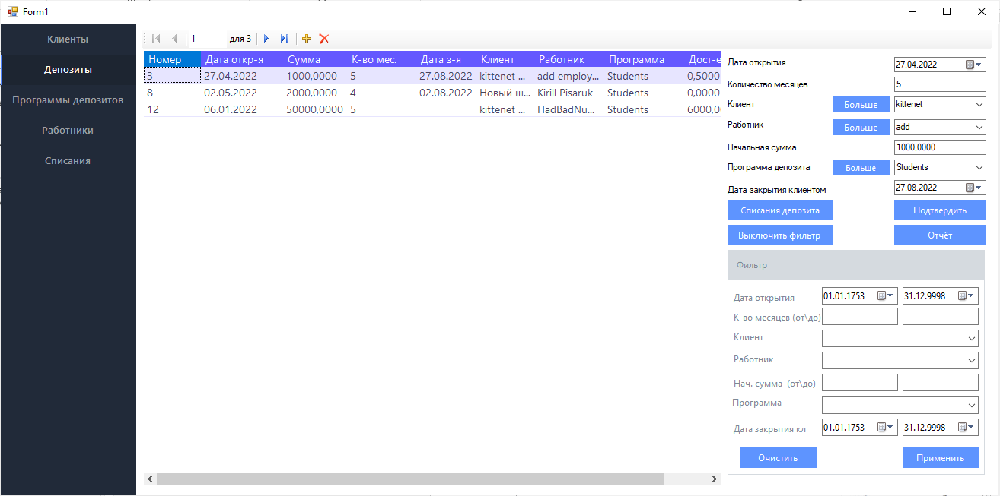 Form1
Клиенты
Депозиты
Программы депозитов
Работники
Списания
1 для 3
Номер Дата откр-я Сумма К-во мес. Дата з-я Клиент Работник Программа Дост-е
3 27.04.2022 1000,0000 5 27.08.2022 kittenet ... add employ... Students 0,5000
8 02.05.2022 2000,0000 4 02.08.2022 Новый ш... Kirill Pisaruk Students 0,0000
12 06.01.2022 50000,0000 5 kittenet ... HadBadNu... Students 6000,0
Дата открытия 27.04.2022
Количество месяцев 5
Клиент Больше kittenet
Работник Больше add
Начальная сумма 1000,0000
Программа депозита Больше Students
Дата закрытия клиентом 27.08.2022
Списания депозита Подтвердить
Выключить фильтр Отчёт
Фильтр
Дата открытия 01.01.1753 31.12.9998
К-во месяцев (от\до)
Клиент
Работник
Нач. сумма (от\до)
Программа
Дата закрытия кл 01.01.1753 31.12.9998
Очистить Применить